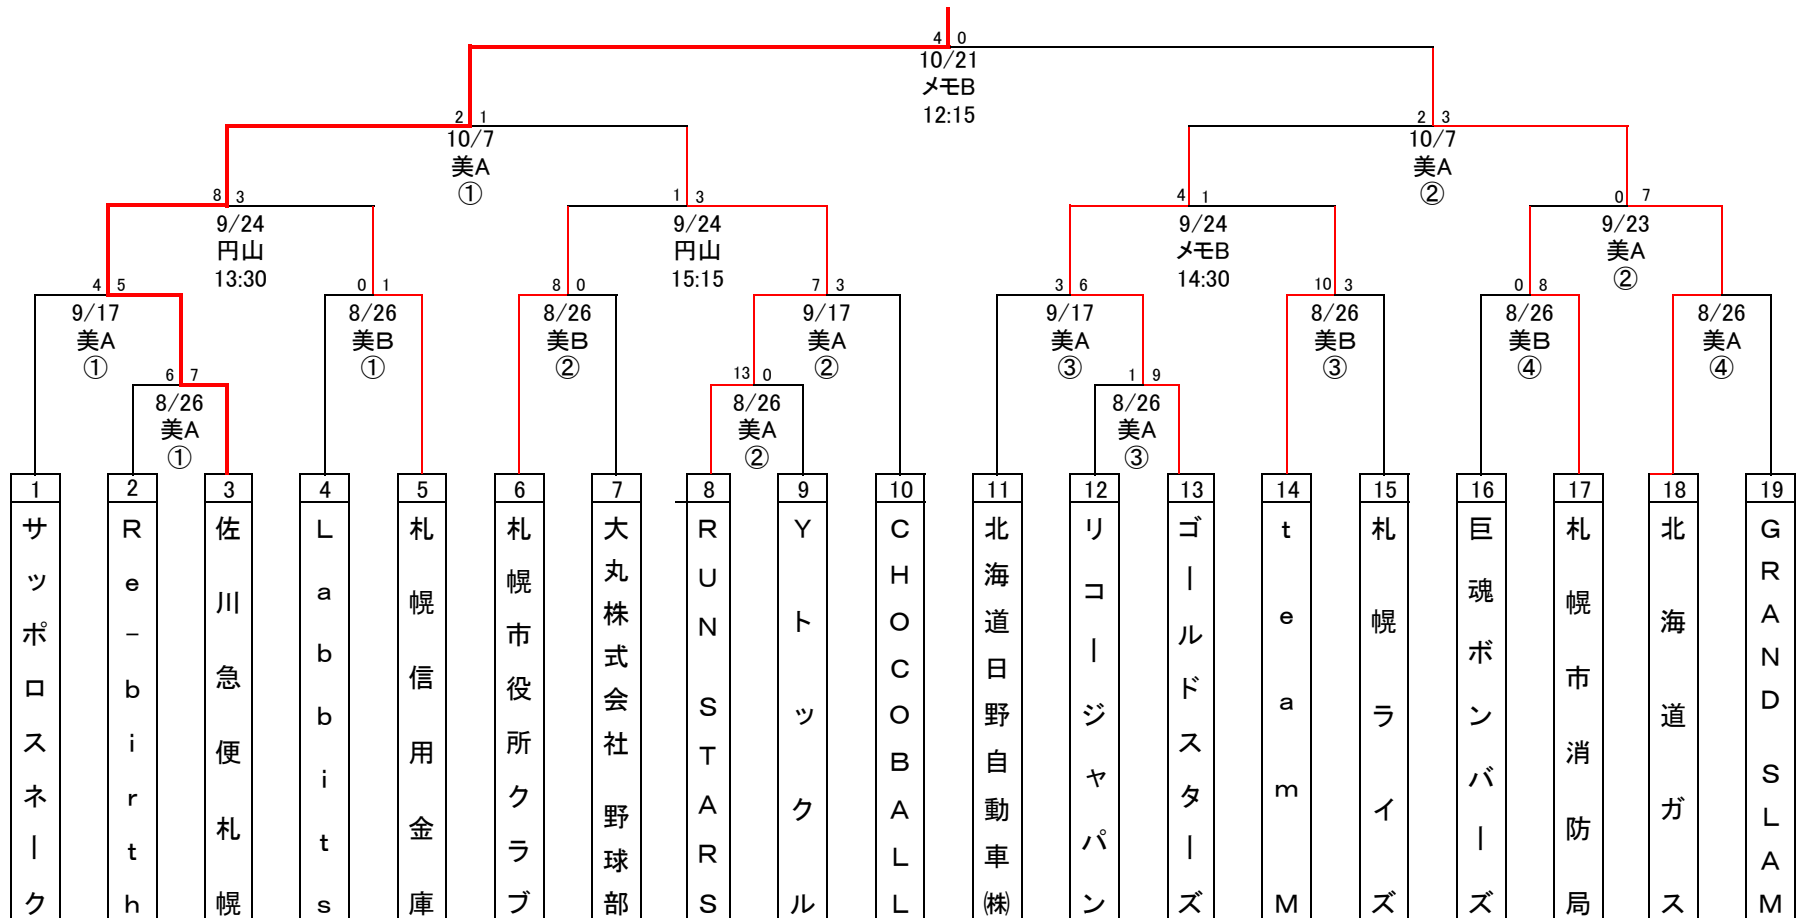 4 0
10/21
メモB
12:15
2 1
10/7
美A
①
2 3
10/7
美A
②
8 3
9/24
円山
13:30
1 3
9/24
円山
15:15
4 1
9/24
メモB
14:30
0 7
9/23
美A
②
4 5
9/17
美A
①
0 1
8/26
美B
①
8 0
8/26
美B
②
7 3
9/17
美A
②
3 6
9/17
美A
③
10 3
8/26
美B
③
0 8
8/26
美B
④
8/26
美A
④
6 7
8/26
美A
①
13 0
8/26
美A
②
1 9
8/26
美A
③
1
サッポロスネーク
2
Re-birth
3
佐川急便札幌
4
Labbits
5
札幌信用金庫
6
札幌市役所クラブ
7
大丸株式会社 野球部
8
RUN STARS
9
Yトックル
10
CHOCOBALL
11
北海道日野自動車㈱
12
リコージャパン
13
ゴールドスターズ
14
teamM
15
札幌ライズ
16
巨魂ボンバーズ
17
札幌市消防局
18
北海道ガス
19
GRAND SLAM